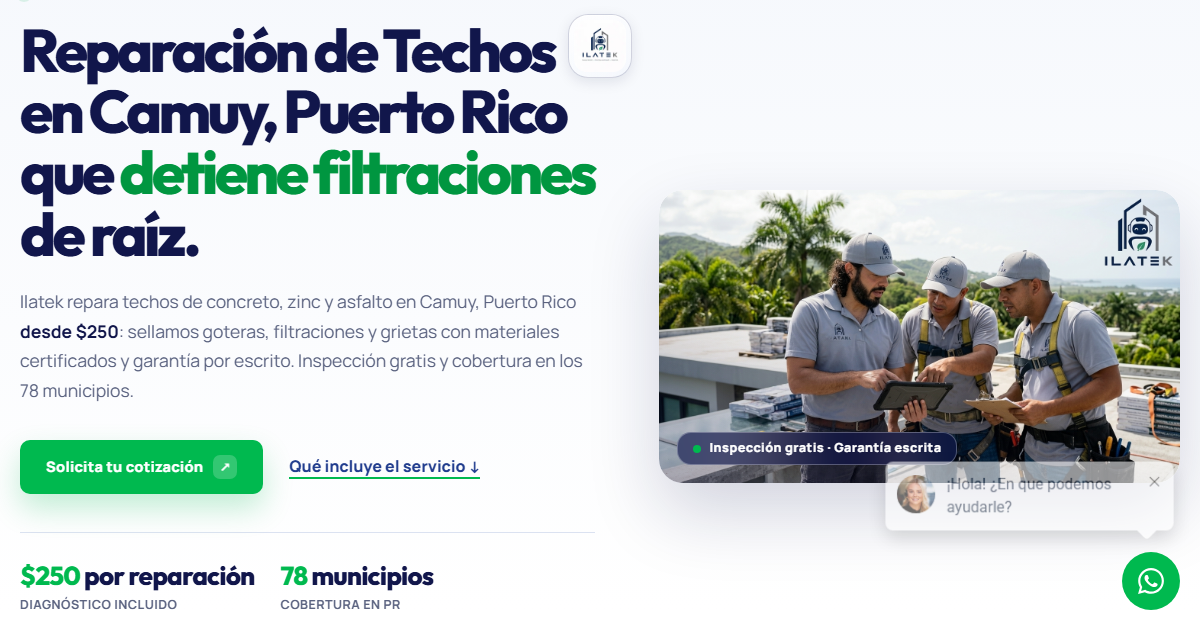 Reparación de Techos
en Camuy, Puerto Rico
que detiene filtraciones
de raíz.
ILATEK
Ilatek repara techos de concreto, zinc y asfalto en Camuy, Puerto Rico
desde $250: sellamos goteras, filtraciones y grietas con materiales
certificados y garantía por escrito. Inspección gratis y cobertura en los
78 municipios.
Solicita tu cotización ↗
Qué incluye el servicio ↓
$250 por reparación
DIAGNÓSTICO INCLUIDO
78 municipios
COBERTURA EN PR
ILATEK
Inspección gratis · Garantía escrita
¡Hola! ¿En que podemos
ayudarle?